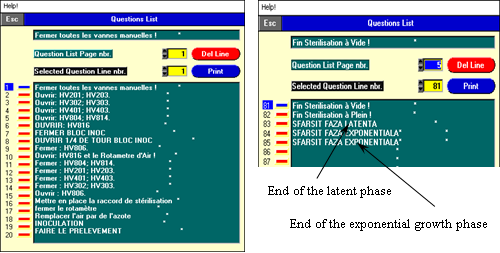 Help!
Esc
Questions List
Fermer toutes les vannes manuelles !
Question List Page nbr.
1
Del Line
Selected Question Line nbr.
1
Print
1 Fermer toutes les vannes manuelles ! "
2 Ouvrir: HV201; HV203. "
3 Ouvrir: HV302; HV303. "
4 Ouvrir: HV401; HV403. "
5 Ouvrir: HV804; HV814. "
6 OUVRIR: HV816 "
7 FERMER BLOC INOC "
8 OUVRIR 1/4 DE TOUR BLOC INOC "
9 Fermer : HV806. "
10 Ouvrir: HV816 et le Rotametre d'Air ! "
11 Fermer : HV804; HV814. "
12 Fermer : HV201; HV203. "
13 Fermer : HV401; HV403. "
14 Fermer : HV302; HV303. "
15 Ouvrir : HV806. "
16 Mettre en place la raccord de stérilisation "
17 fermer le rotamètre "
18 Remplacer l'air par de l'azote "
19 INOCULATION "
20 FAIRE LE PRELEVEMENT "
Help!
Esc
Questions List
Fin Sterilisation à Vide !
Question List Page nbr.
5
Del Line
Selected Question Line nbr.
81
Print
81 Fin Sterilisation à Vide ! "
82 Fin Sterilisation à Plein ! "
83 SFARSIT FAZA LATENTA "
84 SFARSIT FAZA EXPONENTIALA"
85 SFARSIT FAZA EXPONENTIALA" "
86 "
87 "
End of the latent phase
End of the exponential growth phase